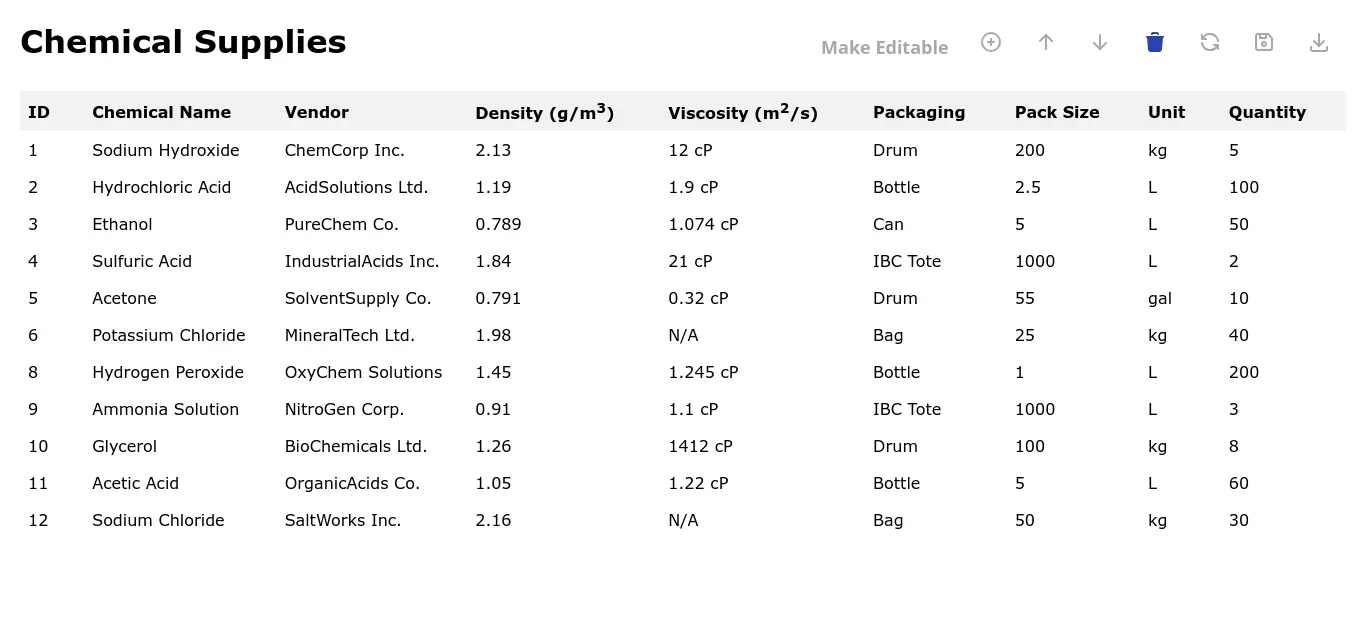 Chemical Supplies
Make Editable
ID Chemical Name Vendor Density (g/m³) Viscosity (m²/s) Packaging Pack Size Unit Quantity
1 Sodium Hydroxide ChemCorp Inc. 2.13 12 cP Drum 200 kg 5
2 Hydrochloric Acid AcidSolutions Ltd. 1.19 1.9 cP Bottle 2.5 L 100
3 Ethanol PureChem Co. 0.789 1.074 cP Can 5 L 50
4 Sulfuric Acid IndustrialAcids Inc. 1.84 21 cP IBC Tote 1000 L 2
5 Acetone SolventSupply Co. 0.791 0.32 cP Drum 55 gal 10
6 Potassium Chloride MineralTech Ltd. 1.98 N/A Bag 25 kg 40
8 Hydrogen Peroxide OxyChem Solutions 1.45 1.245 cP Bottle 1 L 200
9 Ammonia Solution NitroGen Corp. 0.91 1.1 cP IBC Tote 1000 L 3
10 Glycerol BioChemicals Ltd. 1.26 1412 cP Drum 100 kg 8
11 Acetic Acid OrganicAcids Co. 1.05 1.22 cP Bottle 5 L 60
12 Sodium Chloride SaltWorks Inc. 2.16 N/A Bag 50 kg 30